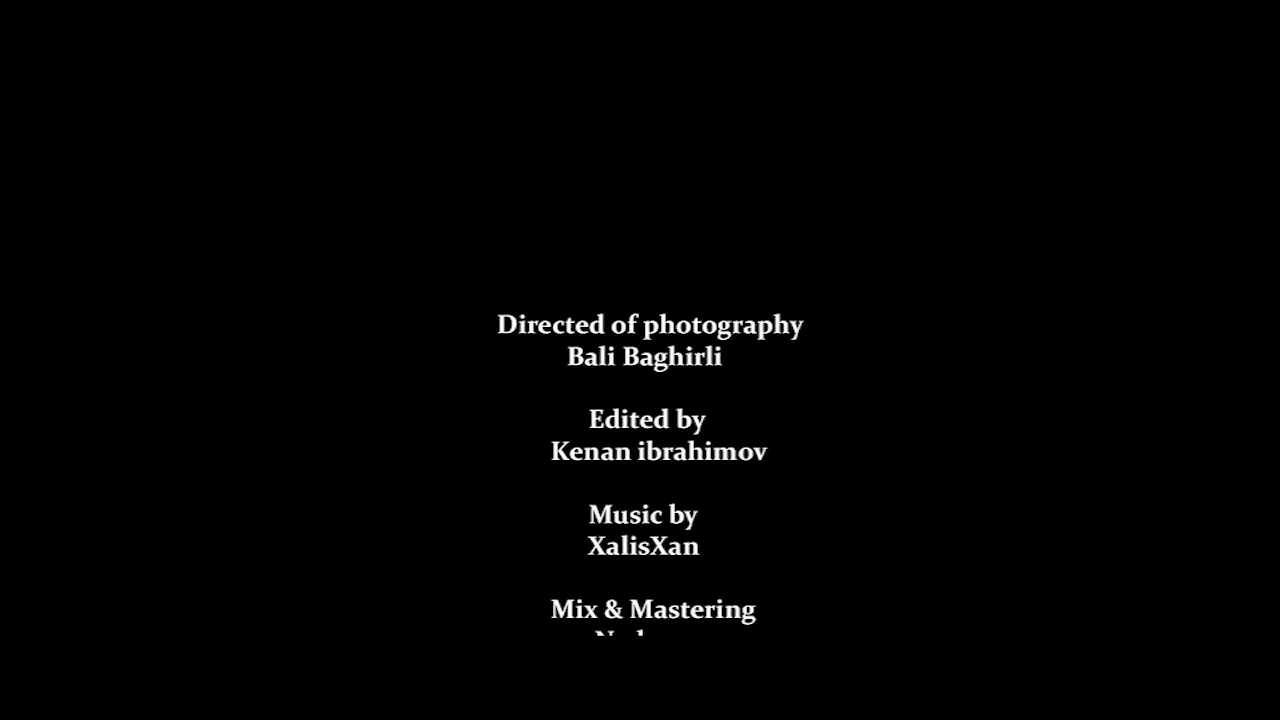 Directed of photography
Bali Baghirli
Edited by
Kenan ibrahimov
Music by
XalisXan
Mix & Mastering